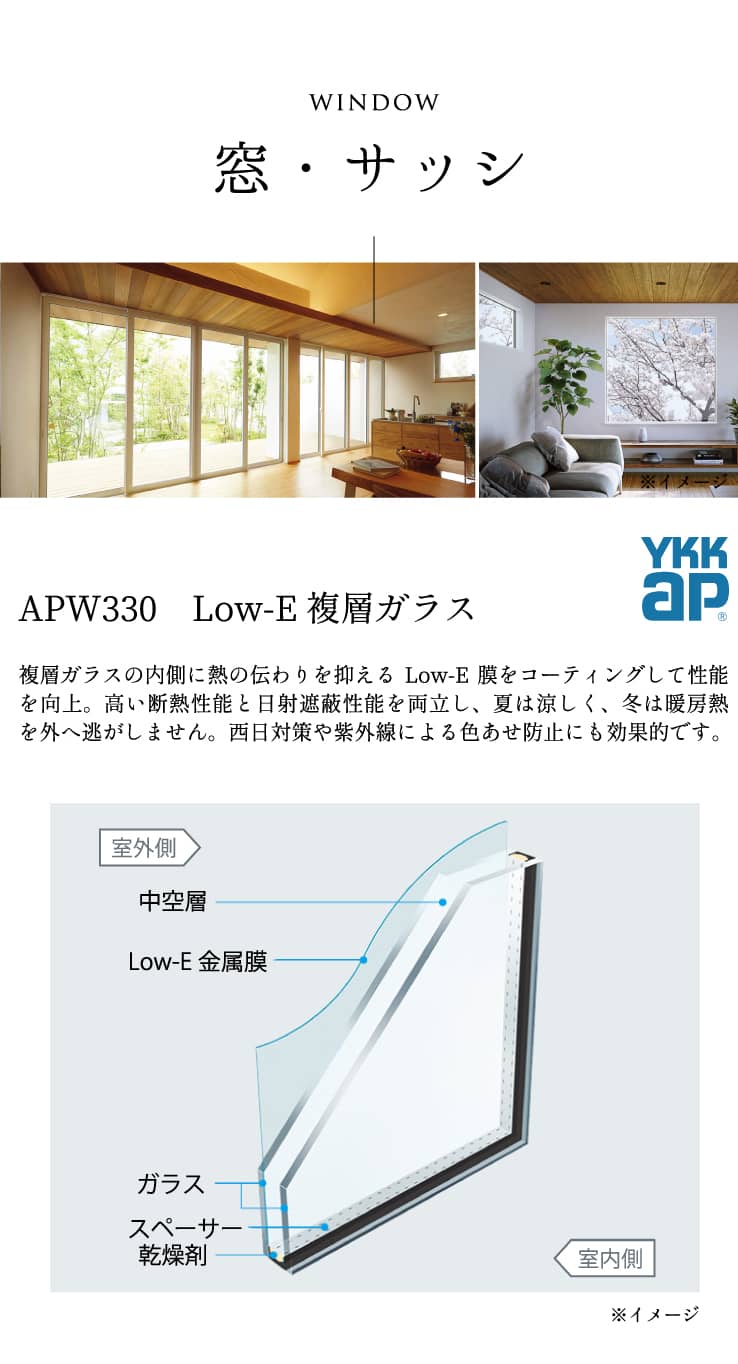 WINDOW
窓・サッシ
※イメージ
YKK
ap®
APW330　Low-E 複層ガラス
複層ガラスの内側に熱の伝わりを抑える Low-E 膜をコーティングして性能
を向上。高い断熱性能と日射遮蔽性能を両立し、夏は涼しく、冬は暖房熱
を外へ逃がしません。西日対策や紫外線による色あせ防止にも効果的です。
室外側
中空層
Low-E 金属膜
ガラス
スペーサー
乾燥剤
室内側
※イメージ